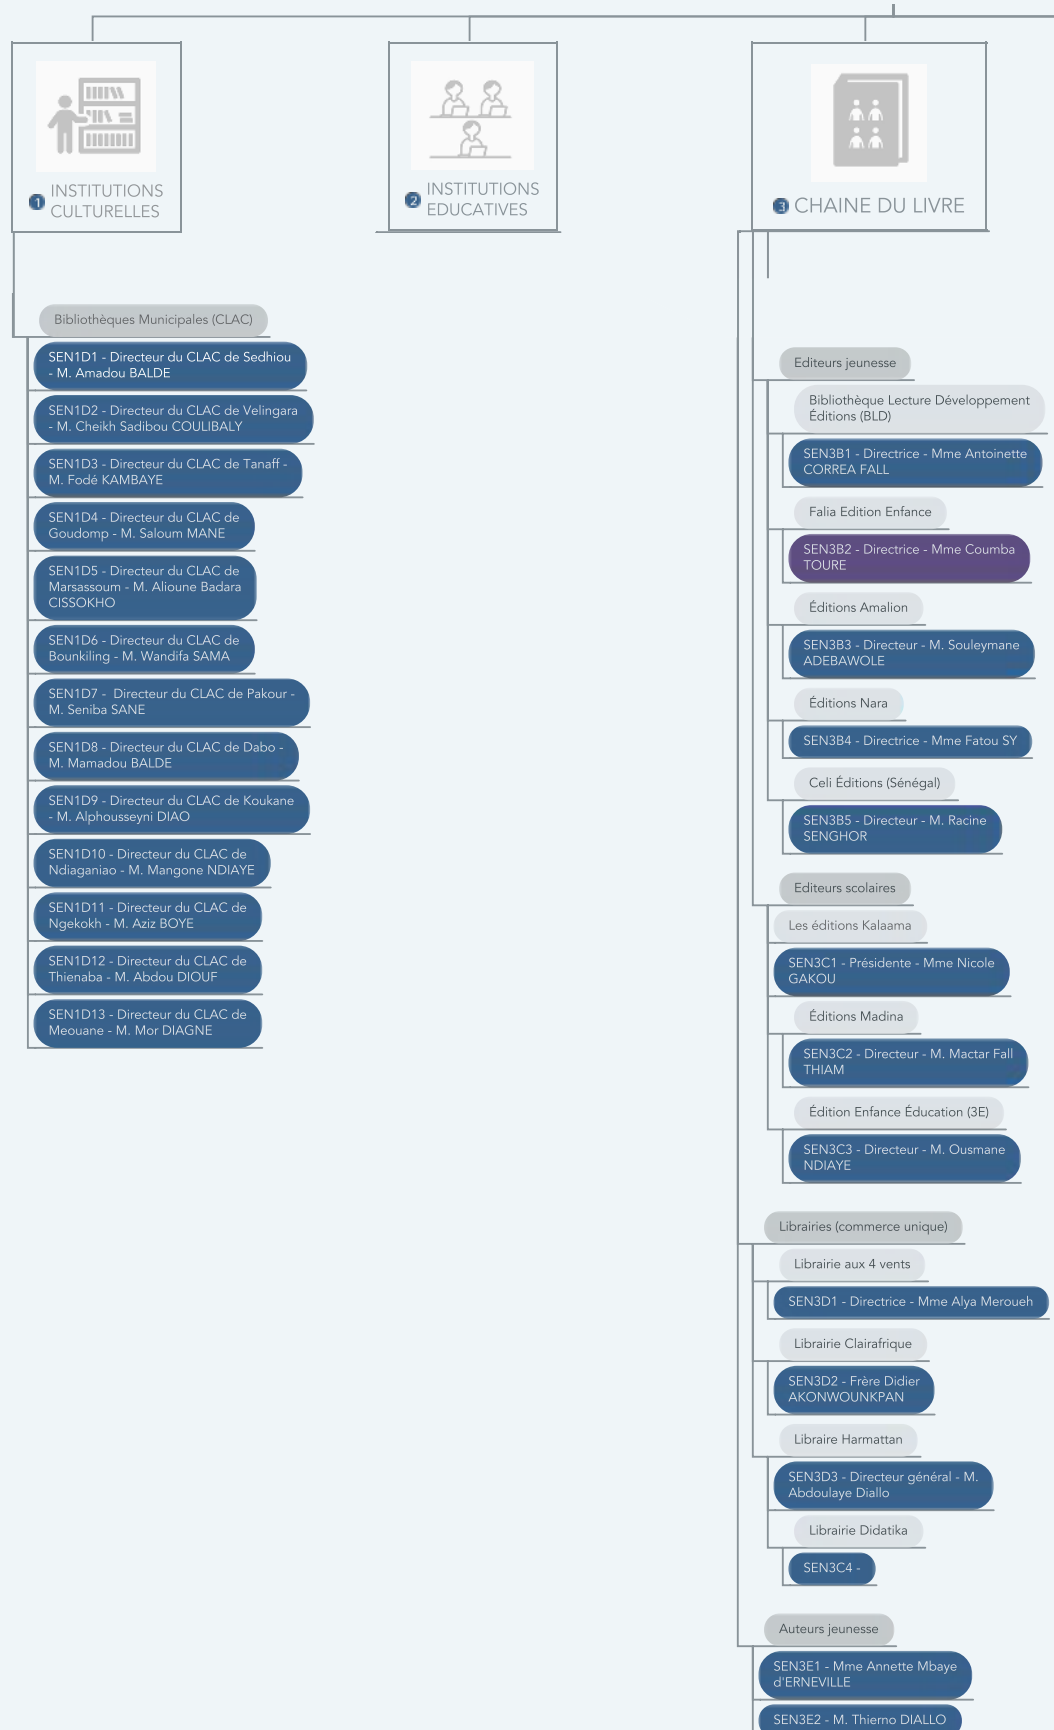 1 INSTITUTIONS
CULTURELLES
Bibliothèques Municipales (CLAC)
SEN1D1 - Directeur du CLAC de Sedhiou
- M. Amadou BALDE
SEN1D2 - Directeur du CLAC de Velingara
- M. Cheikh Sadibou COULIBALY
SEN1D3 - Directeur du CLAC de Tanaff -
M. Fodé KAMBAYE
SEN1D4 - Directeur du CLAC de
Goudomp - M. Saloum MANE
SEN1D5 - Directeur du CLAC de
Marsassoum - M. Alioune Badara
CISSOKHO
SEN1D6 - Directeur du CLAC de
Bounkiling - M. Wandifa SAMA
SEN1D7 -  Directeur du CLAC de Pakour -
M. Seniba SANE
SEN1D8 - Directeur du CLAC de Dabo -
M. Mamadou BALDE
SEN1D9 - Directeur du CLAC de Koukane
- M. Alphousseyni DIAO
SEN1D10 - Directeur du CLAC de
Ndiaganiao - M. Mangone NDIAYE
SEN1D11 - Directeur du CLAC de
Ngekokh - M. Aziz BOYE
SEN1D12 - Directeur du CLAC de
Thienaba - M. Abdou DIOUF
SEN1D13 - Directeur du CLAC de
Meouane - M. Mor DIAGNE
2 INSTITUTIONS
EDUCATIVES
3 CHAINE DU LIVRE
Editeurs jeunesse
Bibliothèque Lecture Développement
Éditions (BLD)
SEN3B1 - Directrice - Mme Antoinette
CORREA FALL
Falia Edition Enfance
SEN3B2 - Directrice - Mme Coumba
TOURE
Éditions Amalion
SEN3B3 - Directeur - M. Souleymane
ADEBAWOLE
Éditions Nara
SEN3B4 - Directrice - Mme Fatou SY
Celi Éditions (Sénégal)
SEN3B5 - Directeur - M. Racine
SENGHOR
Editeurs scolaires
Les éditions Kalaama
SEN3C1 - Présidente - Mme Nicole
GAKOU
Éditions Madina
SEN3C2 - Directeur - M. Mactar Fall
THIAM
Édition Enfance Éducation (3E)
SEN3C3 - Directeur - M. Ousmane
NDIAYE
Librairies (commerce unique)
Librairie aux 4 vents
SEN3D1 - Directrice - Mme Alya Meroueh
Librairie Clairafrique
SEN3D2 - Frère Didier
AKONWOUNKPAN
Libraire Harmattan
SEN3D3 - Directeur général - M.
Abdoulaye Diallo
Librairie Didatika
SEN3C4 -
Auteurs jeunesse
SEN3E1 - Mme Annette Mbaye
d'ERNEVILLE
SEN3E2 - M. Thierno DIALLO